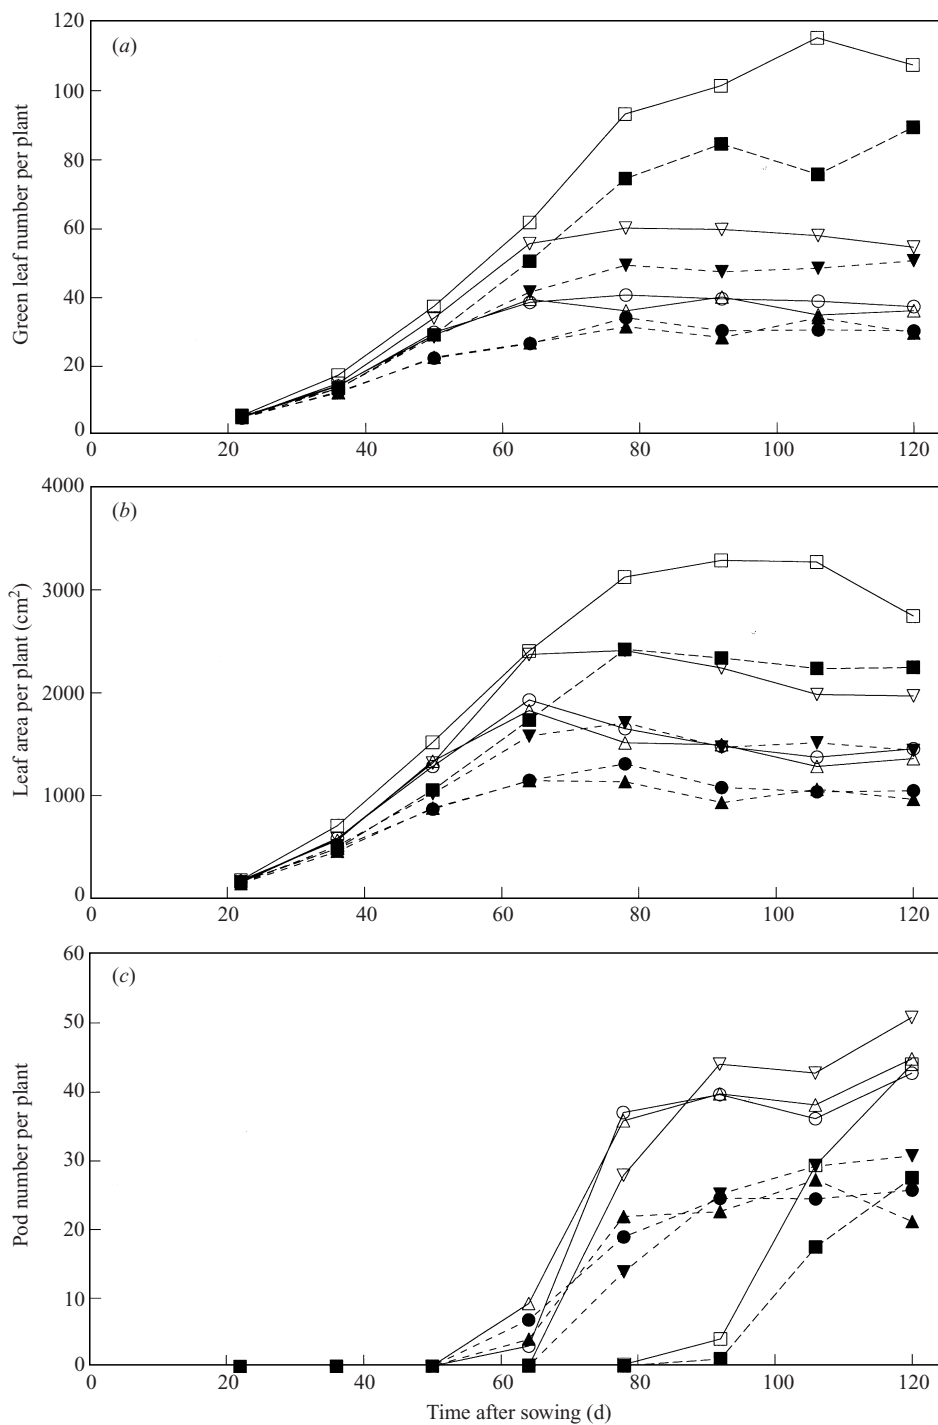 120
(a)
100
80
60
40
20
0
Green leaf number per plant
0 20 40 60 80 100 120
4000
(b)
3000
2000
1000
0
Leaf area per plant (cm²)
0 20 40 60 80 100 120
60
(c)
50
40
30
20
10
0
Pod number per plant
0 20 40 60 80 100 120
Time after sowing (d)